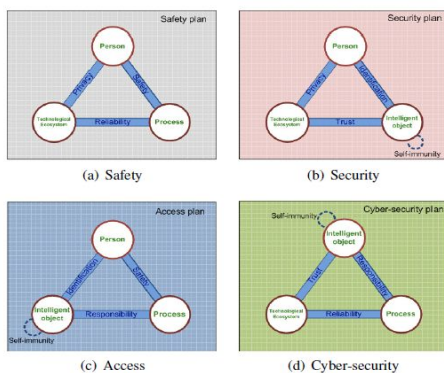 Safety plan
Person
Privacy
Safety
Technological
Ecosystem
Reliability
Process
(a) Safety
Security plan
Person
Privacy
Identification
Technological
Ecosystem
Trust
Intelligent
object
Self-immunity
(b) Security
Access plan
Person
Identification
Safety
Intelligent
object
Responsibility
Process
Self-immunity
(c) Access
Cyber-security plan
Self-immunity
Intelligent
object
Trust
Responsibility
Technological
Ecosystem
Reliability
Process
(d) Cyber-security